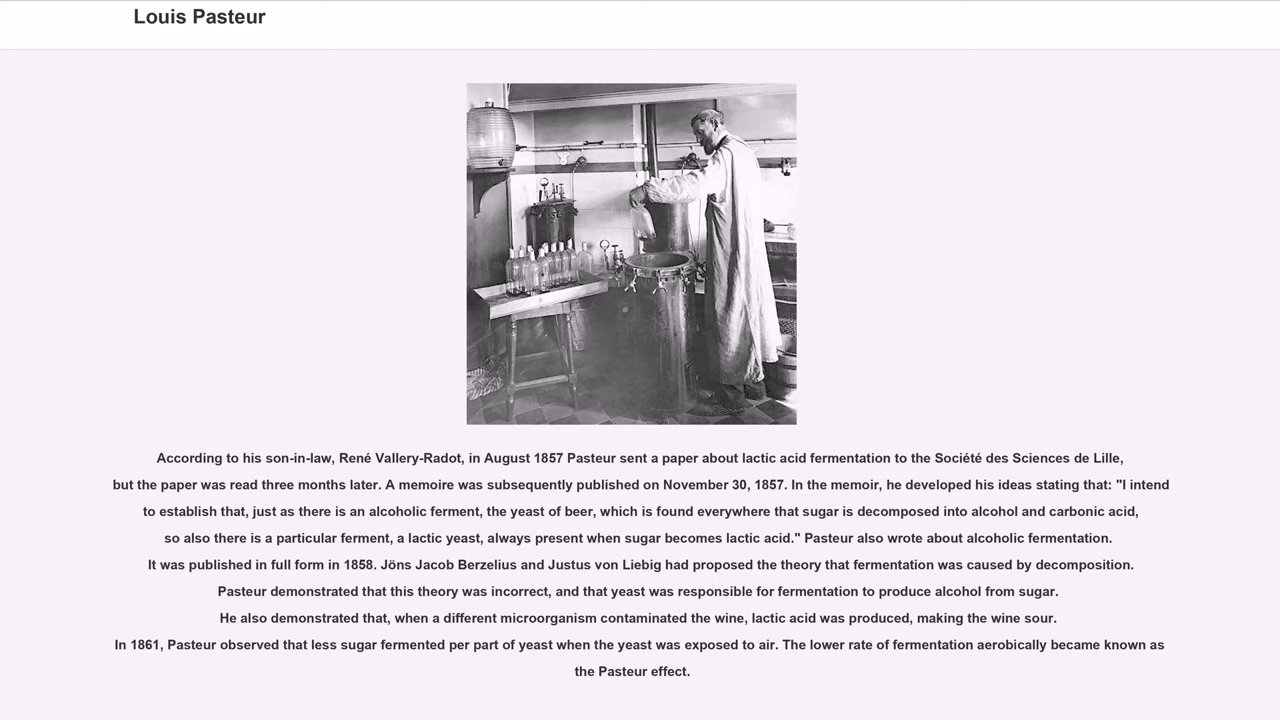 Louis Pasteur
According to his son-in-law, René Vallery-Radot, in August 1857 Pasteur sent a paper about lactic acid fermentation to the Société des Sciences de Lille,
but the paper was read three months later. A memoire was subsequently published on November 30, 1857. In the memoir, he developed his ideas stating that: "I intend
to establish that, just as there is an alcoholic ferment, the yeast of beer, which is found everywhere that sugar is decomposed into alcohol and carbonic acid,
so also there is a particular ferment, a lactic yeast, always present when sugar becomes lactic acid." Pasteur also wrote about alcoholic fermentation.
It was published in full form in 1858. Jöns Jacob Berzelius and Justus von Liebig had proposed the theory that fermentation was caused by decomposition.
Pasteur demonstrated that this theory was incorrect, and that yeast was responsible for fermentation to produce alcohol from sugar.
He also demonstrated that, when a different microorganism contaminated the wine, lactic acid was produced, making the wine sour.
In 1861, Pasteur observed that less sugar fermented per part of yeast when the yeast was exposed to air. The lower rate of fermentation aerobically became known as
the Pasteur effect.